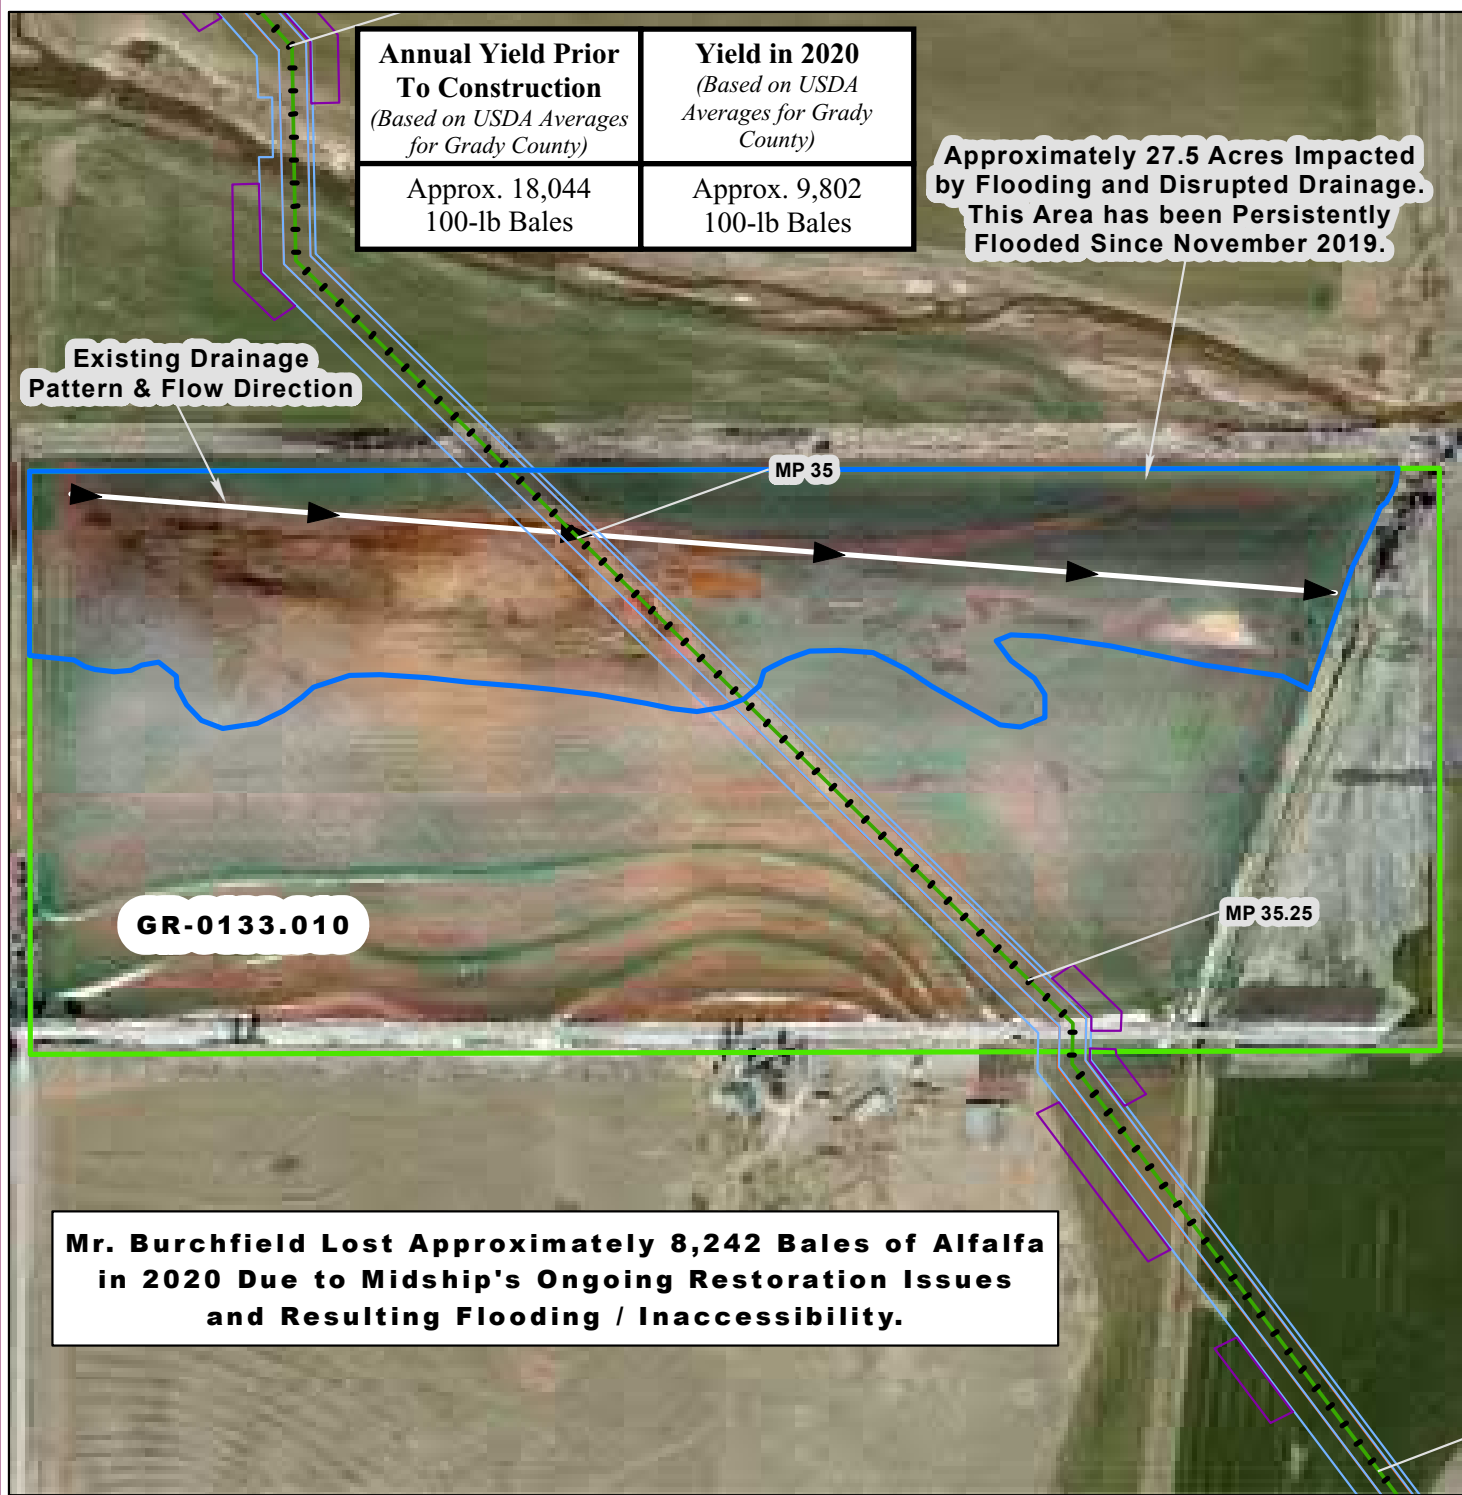 Annual Yield Prior
To Construction
(Based on USDA Averages
for Grady County)
Yield in 2020
(Based on USDA
Averages for Grady
County)
Approx. 18,044
100-lb Bales
Approx. 9,802
100-lb Bales
Approximately 27.5 Acres Impacted
by Flooding and Disrupted Drainage.
This Area has been Persistently
Flooded Since November 2019.
Existing Drainage
Pattern & Flow Direction
MP 35
GR-0133.010
MP 35.25
Mr. Burchfield Lost Approximately 8,242 Bales of Alfalfa
in 2020 Due to Midship's Ongoing Restoration Issues
and Resulting Flooding / Inaccessibility.